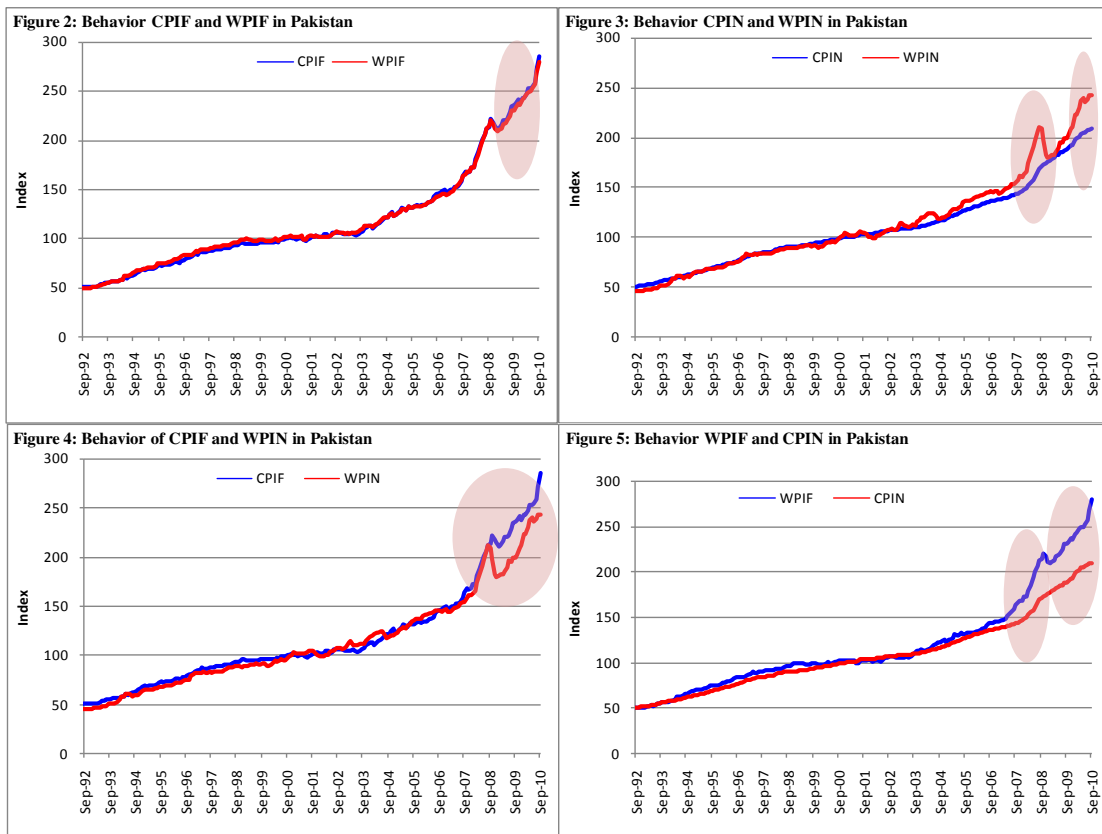 Figure 2: Behavior CPIF and WPIF in Pakistan
300
250
200
150
100
50
0
Index
CPIF WPIF
Sep-92
Sep-93
Sep-94
Sep-95
Sep-96
Sep-97
Sep-98
Sep-99
Sep-00
Sep-01
Sep-02
Sep-03
Sep-04
Sep-05
Sep-06
Sep-07
Sep-08
Sep-09
Sep-10
Figure 3: Behavior CPIN and WPIN in Pakistan
300
250
200
150
100
50
0
Index
CPIN WPIN
Sep-92
Sep-93
Sep-94
Sep-95
Sep-96
Sep-97
Sep-98
Sep-99
Sep-00
Sep-01
Sep-02
Sep-03
Sep-04
Sep-05
Sep-06
Sep-07
Sep-08
Sep-09
Sep-10
Figure 4: Behavior of CPIF and WPIN in Pakistan
300
250
200
150
100
50
0
Index
CPIF WPIN
Sep-92
Sep-93
Sep-94
Sep-95
Sep-96
Sep-97
Sep-98
Sep-99
Sep-00
Sep-01
Sep-02
Sep-03
Sep-04
Sep-05
Sep-06
Sep-07
Sep-08
Sep-09
Sep-10
Figure 5: Behavior WPIF and CPIN in Pakistan
300
250
200
150
100
50
0
Index
WPIF CPIN
Sep-92
Sep-93
Sep-94
Sep-95
Sep-96
Sep-97
Sep-98
Sep-99
Sep-00
Sep-01
Sep-02
Sep-03
Sep-04
Sep-05
Sep-06
Sep-07
Sep-08
Sep-09
Sep-10